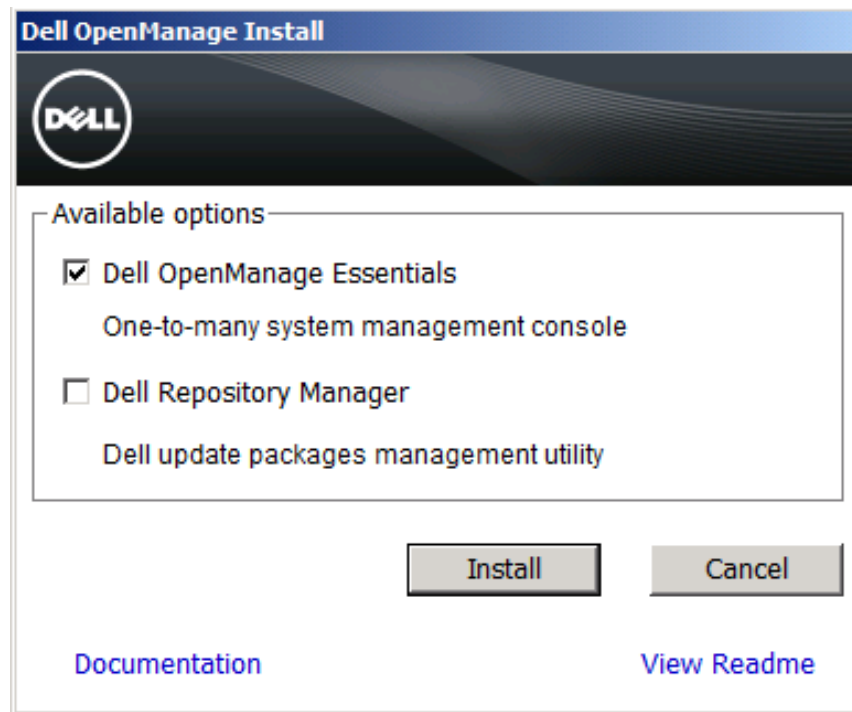 Dell OpenManage Install
DELL
Available options
Dell OpenManage Essentials
One-to-many system management console
Dell Repository Manager
Dell update packages management utility
Install Cancel
Documentation View Readme